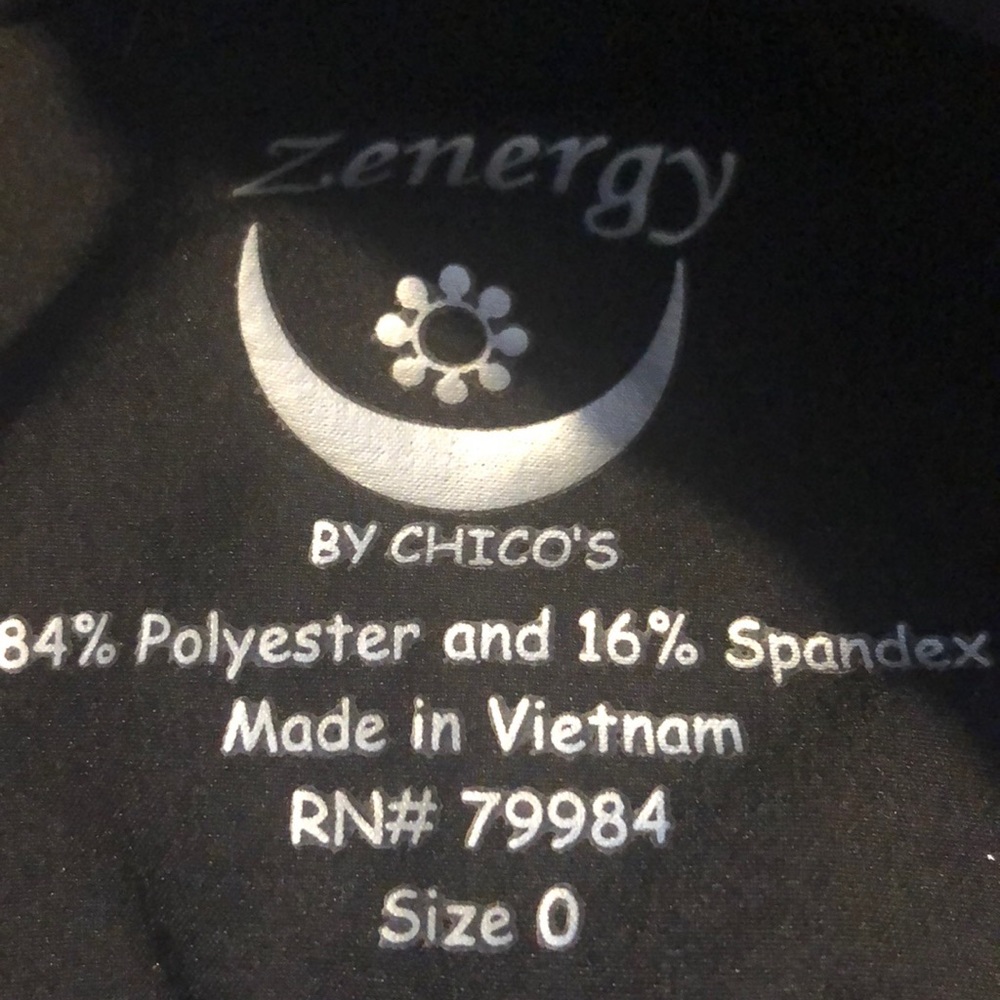 zenergy
BY CHICO'S
84% Polyester and 16% Spandex
Made in Vietnam
RN# 79984
Size 0